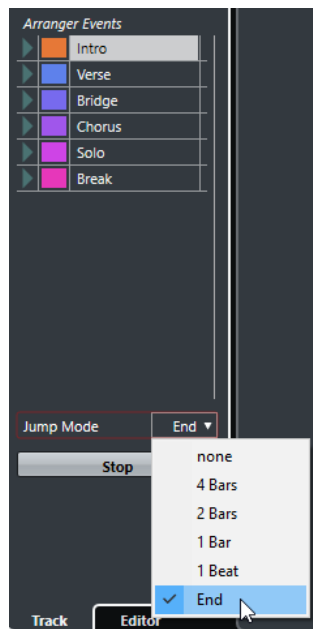 Arranger Events
Intro
Verse
Bridge
Chorus
Solo
Break
Jump Mode End
Stop
none
4 Bars
2 Bars
1 Bar
1 Beat
End
Track Editor